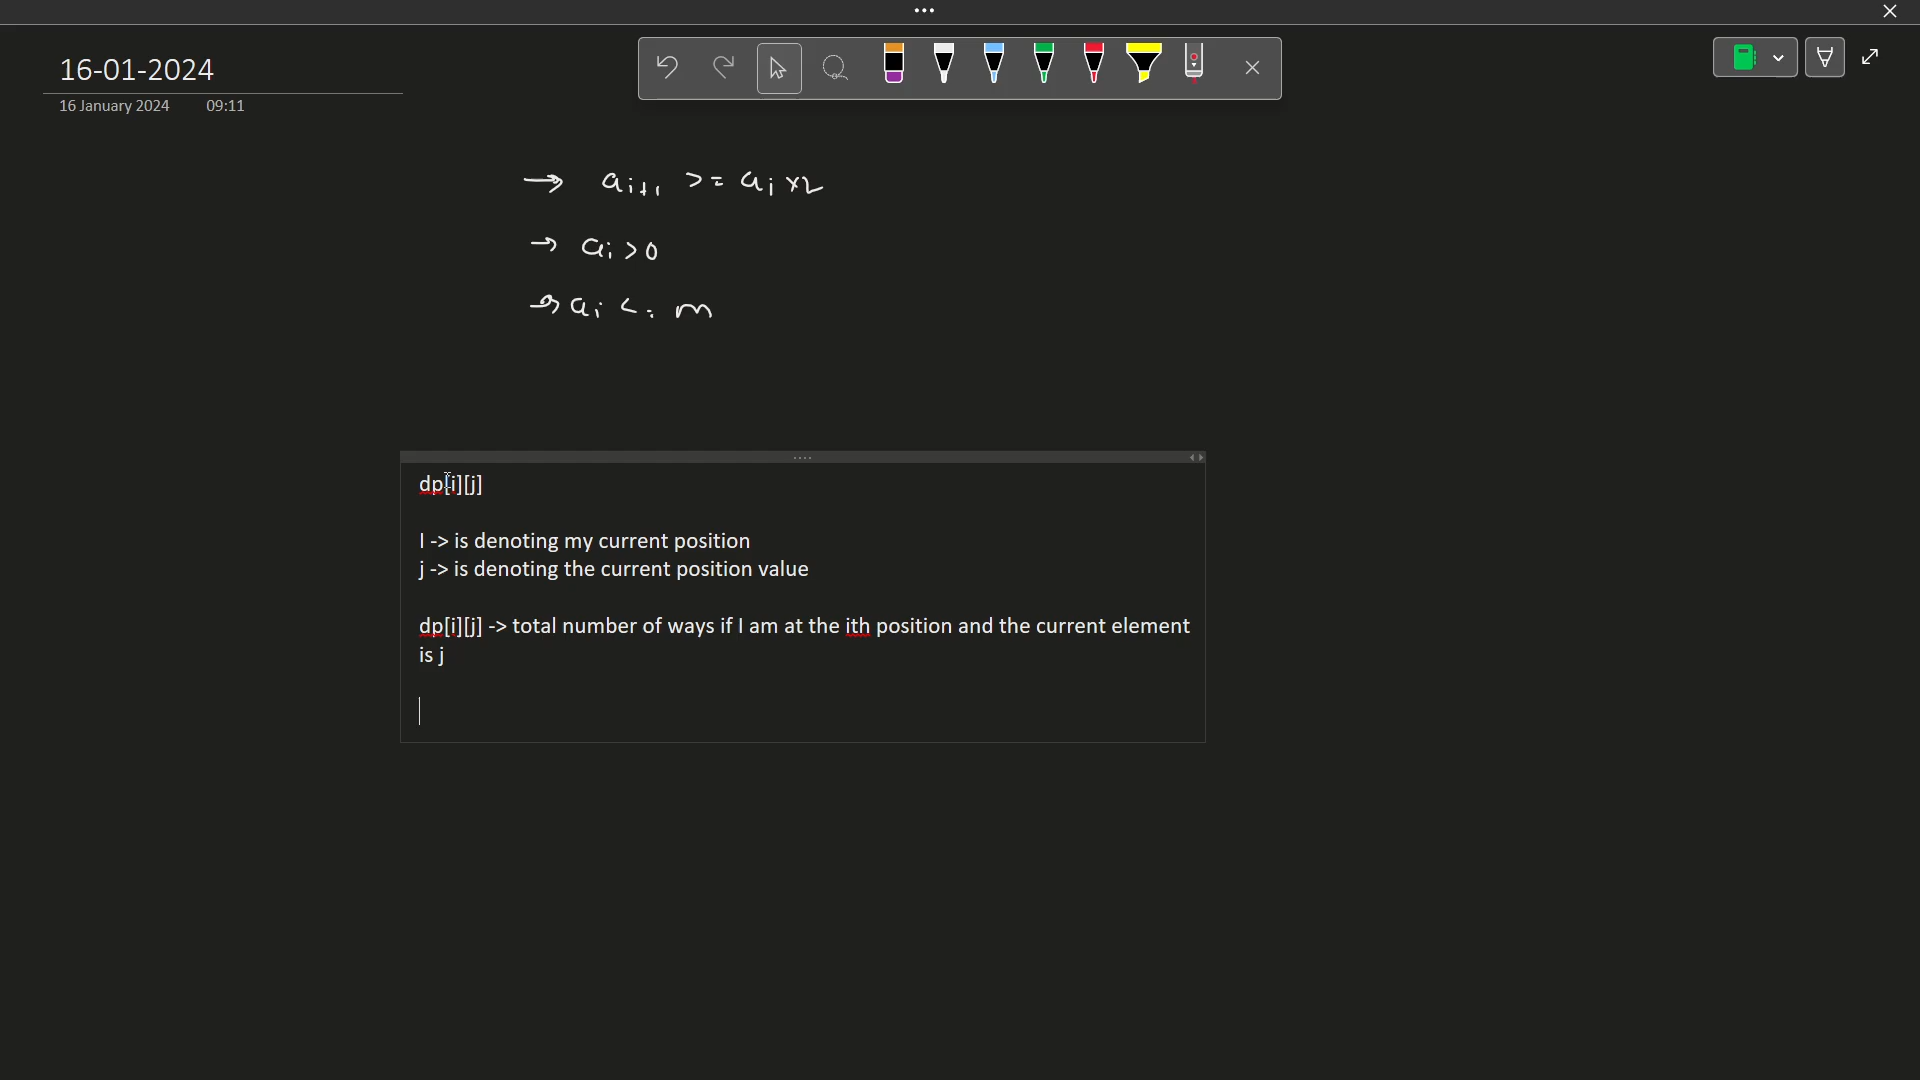 16-01-2024
16 January 2024 09:11
→ ai+1 >= ai x2
→ ai > 0
→ ai <= m
dp[i][j]
I -> is denoting my current position
j -> is denoting the current position value
dp[i][j] -> total number of ways if I am at the ith position and the current element
is j